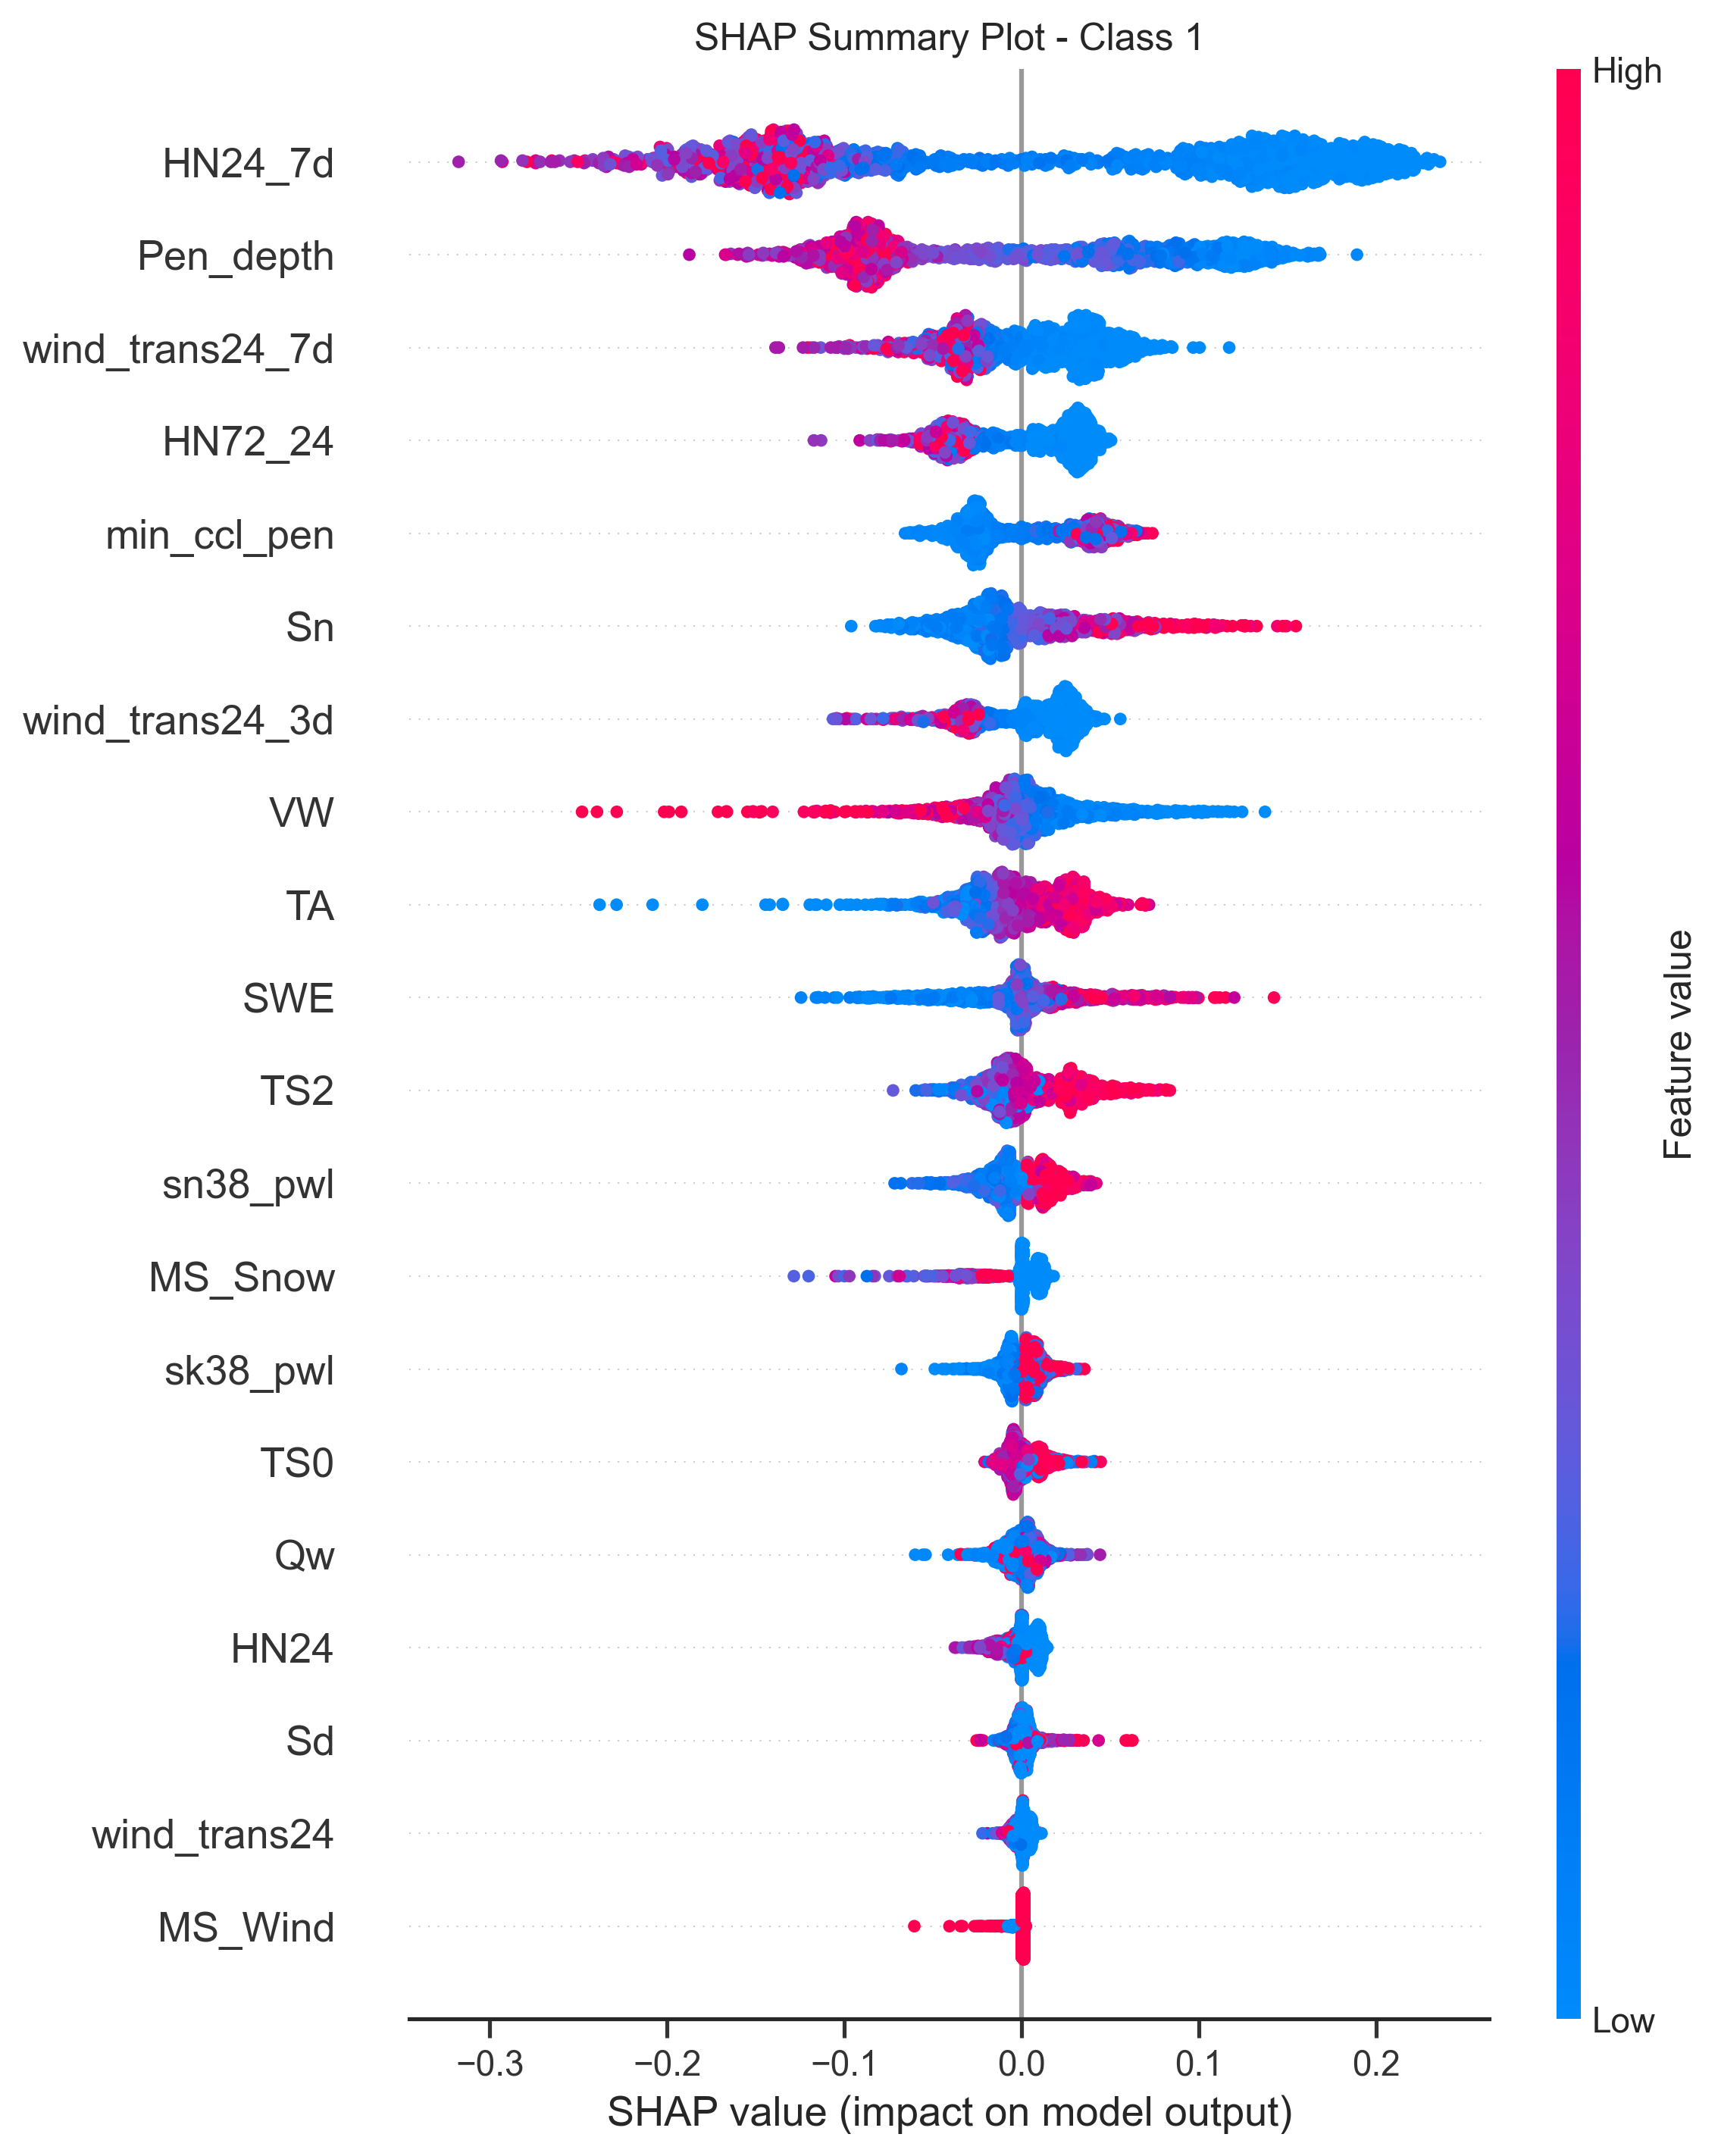 SHAP Summary Plot - Class 1
High
HN24_7d
Pen_depth
wind_trans24_7d
HN72_24
min_ccl_pen
Sn
wind_trans24_3d
VW
TA
SWE
TS2
sn38_pwl
MS_Snow
sk38_pwl
TS0
Qw
HN24
Sd
wind_trans24
MS_Wind
Feature value
Low
−0.3 −0.2 −0.1 0.0 0.1 0.2
SHAP value (impact on model output)